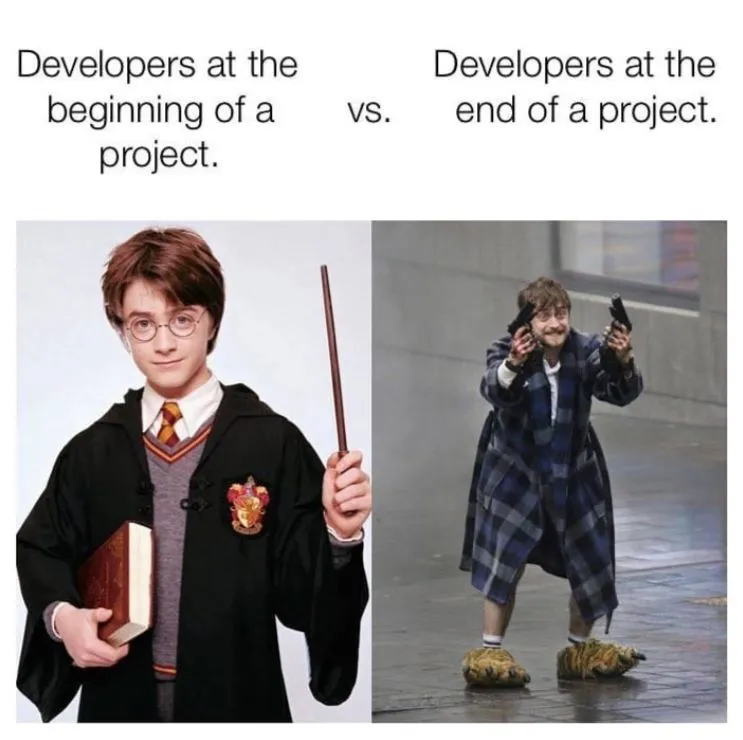 Developers at the
beginning of a
project.
vs.
Developers at the
end of a project.